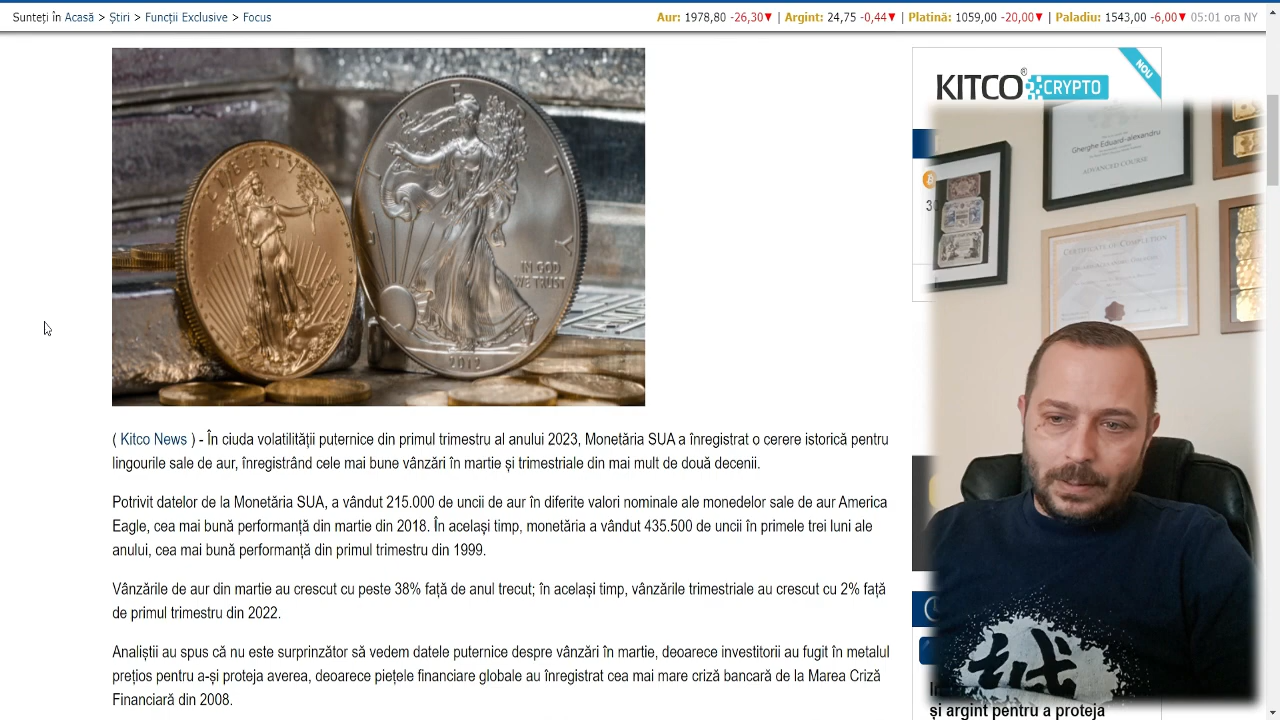 Sunteți în Acasă > Știri > Funcții Exclusive > Focus
Aur: 1978,80 -26,30▼ | Argint: 24,75 -0,44▼ | Platină: 1059,00 -20,00▼ | Paladiu: 1543,00 -6,00▼ 05:01 ora NY
LIBERTY
IN GOD
WE TRUST
2012
KITCO® CRYPTO
NOU
Gherghe Eduard-alexandru
ADVANCED COURSE
CERTIFICATE OF COMPLETION
( Kitco News ) - În ciuda volatilității puternice din primul trimestru al anului 2023, Monetăria SUA a înregistrat o cerere istorică pentru
lingourile sale de aur, înregistrând cele mai bune vânzări în martie și trimestriale din mai mult de două decenii.
Potrivit datelor de la Monetăria SUA, a vândut 215.000 de uncii de aur în diferite valori nominale ale monedelor sale de aur America
Eagle, cea mai bună performanță din martie din 2018. În același timp, monetăria a vândut 435.500 de uncii în primele trei luni ale
anului, cea mai bună performanță din primul trimestru din 1999.
Vânzările de aur din martie au crescut cu peste 38% față de anul trecut; în același timp, vânzările trimestriale au crescut cu 2% față
de primul trimestru din 2022.
Analiștii au spus că nu este surprinzător să vedem datele puternice despre vânzări în martie, deoarece investitorii au fugit în metalul
prețios pentru a-și proteja averea, deoarece piețele financiare globale au înregistrat cea mai mare criză bancară de la Marea Criză
Financiară din 2008.
și argint pentru a proteja